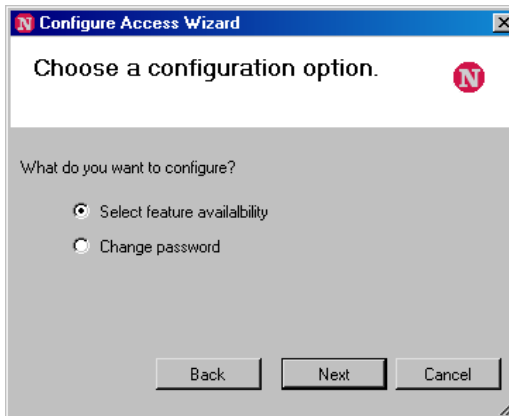 N Configure Access Wizard
Choose a configuration option.
N
What do you want to configure?
Select feature availalbility
Change password
Back Next Cancel